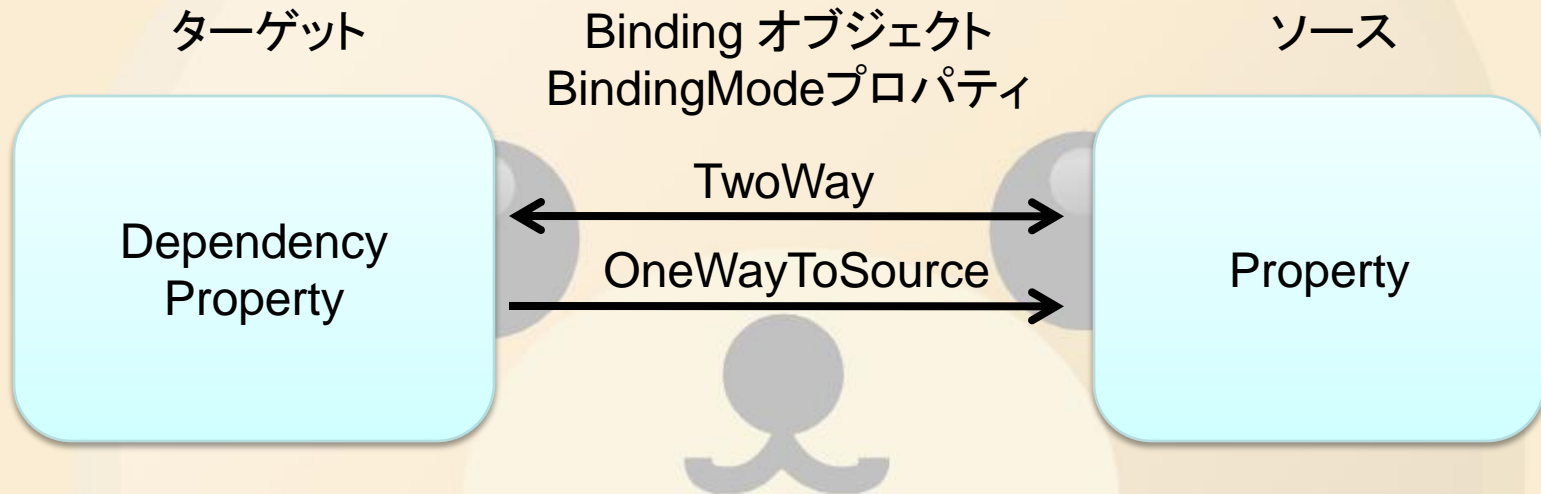 ターゲット
Binding オブジェクト
BindingModeプロパティ
ソース
Dependency
Property
TwoWay
OneWayToSource
Property